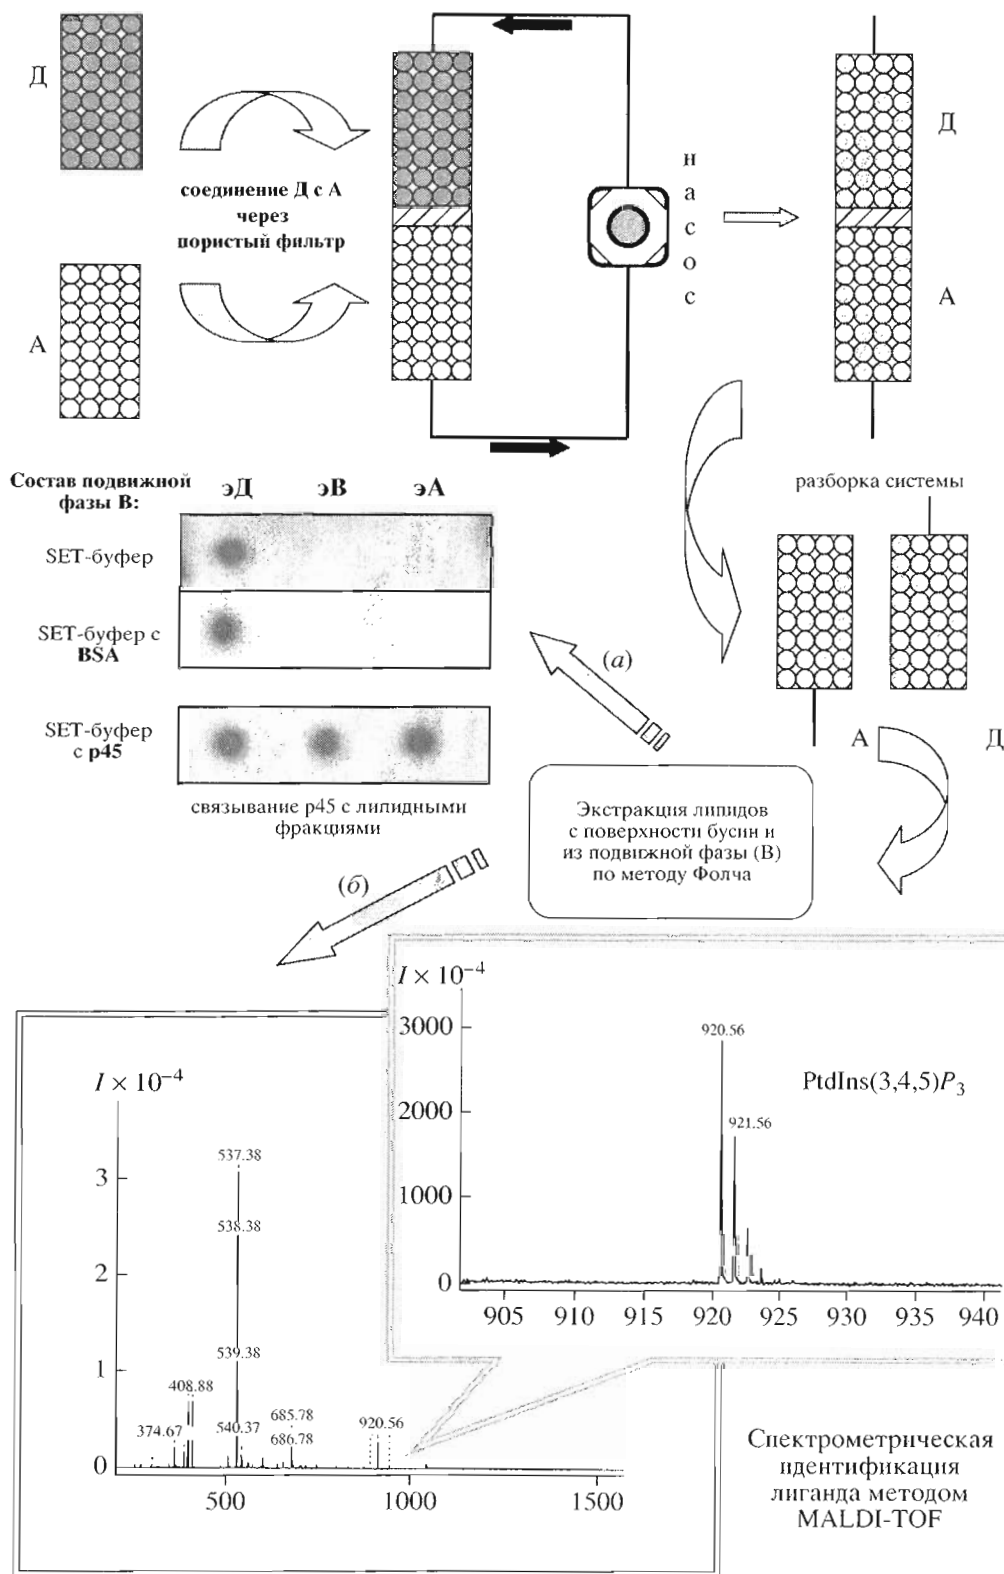 Д
А
соединение Д с А
через
пористый фильтр
насос
Д
А
разборка системы
А
Д
Состав подвижной
фазы В:
эД эВ эА
SET-буфер
SET-буфер с
BSA
SET-буфер
с p45
связывание p45 с липидными
фракциями
(а)
Экстракция липидов
с поверхности бусин и
из подвижной фазы (В)
по методу Фолча
(б)
I × 10⁻⁴
3000
2000
1000
0
920.56
921.56
PtdIns(3,4,5)P₃
905 910 915 920 925 930 935 940
I × 10⁻⁴
3
2
1
0
537.38
538.38
539.38
408.88
374.67
540.37
685.78
686.78
920.56
500 1000 1500
Спектрометрическая
идентификация
лиганда методом
MALDI-TOF